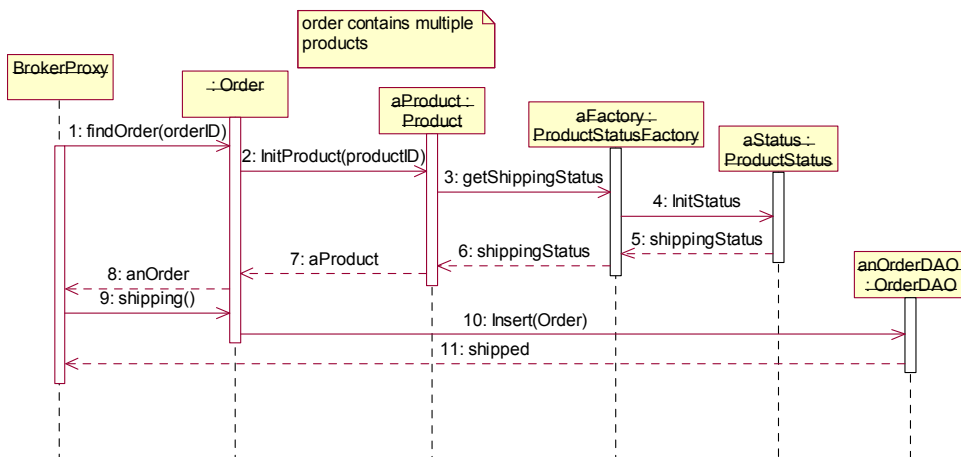 order contains multiple
products
BrokerProxy
: Order
aProduct :
Product
aFactory :
ProductStatusFactory
aStatus :
ProductStatus
1: findOrder(orderID)
2: InitProduct(productID)
3: getShippingStatus
4: InitStatus
5: shippingStatus
6: shippingStatus
7: aProduct
8: anOrder
anOrderDAO
: OrderDAO
9: shipping()
10: Insert(Order)
11: shipped